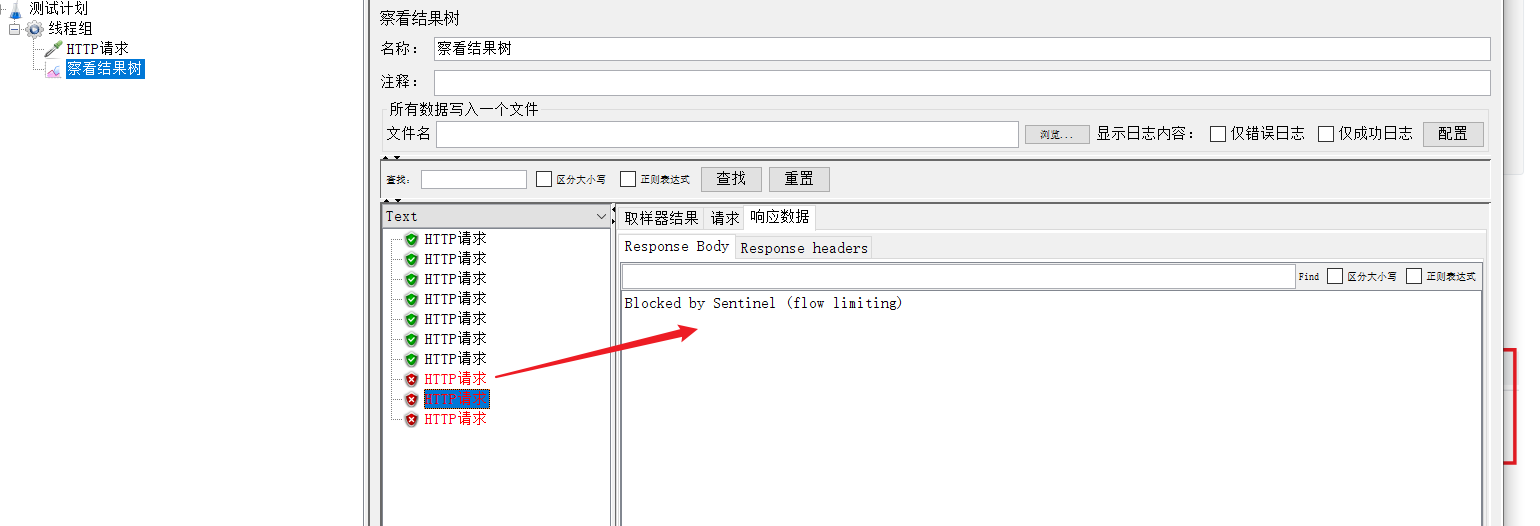 测试计划
线程组
HTTP请求
察看结果树
察看结果树
名称： 察看结果树
注释：
所有数据写入一个文件
文件名 浏览... 显示日志内容： 仅错误日志 仅成功日志 配置
查找： 区分大小写 正则表达式 查找 重置
Text
HTTP请求
HTTP请求
HTTP请求
HTTP请求
HTTP请求
HTTP请求
HTTP请求
HTTP请求
HTTP请求
HTTP请求
取样器结果 请求 响应数据
Response Body Response headers
Find 区分大小写 正则表达式
Blocked by Sentinel (flow limiting)